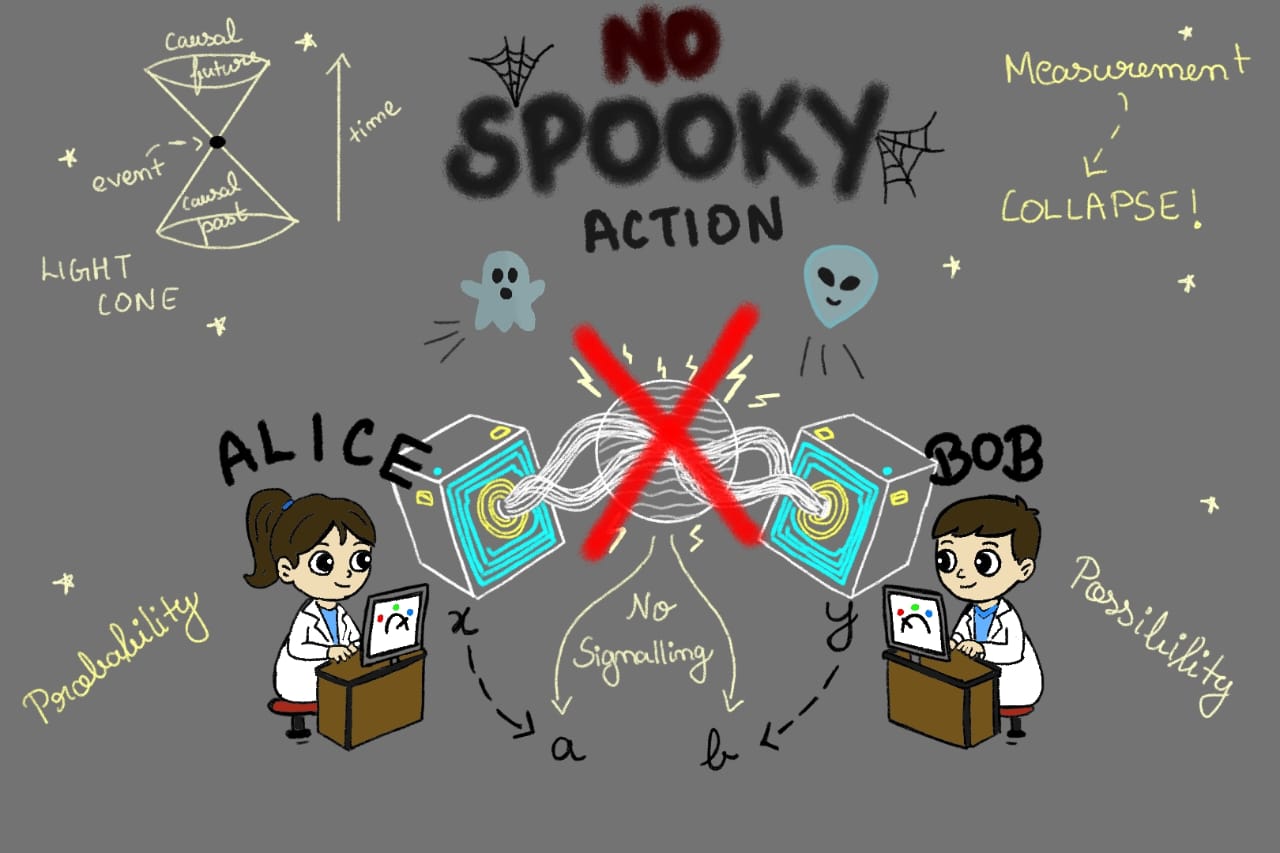 NO
SPOOKY
ACTION
causal
future
time
event
causal
past
LIGHT
CONE
Measurement
COLLAPSE!
ALICE
BOB
x
y
No
Signalling
a
b
Probability
Possibility